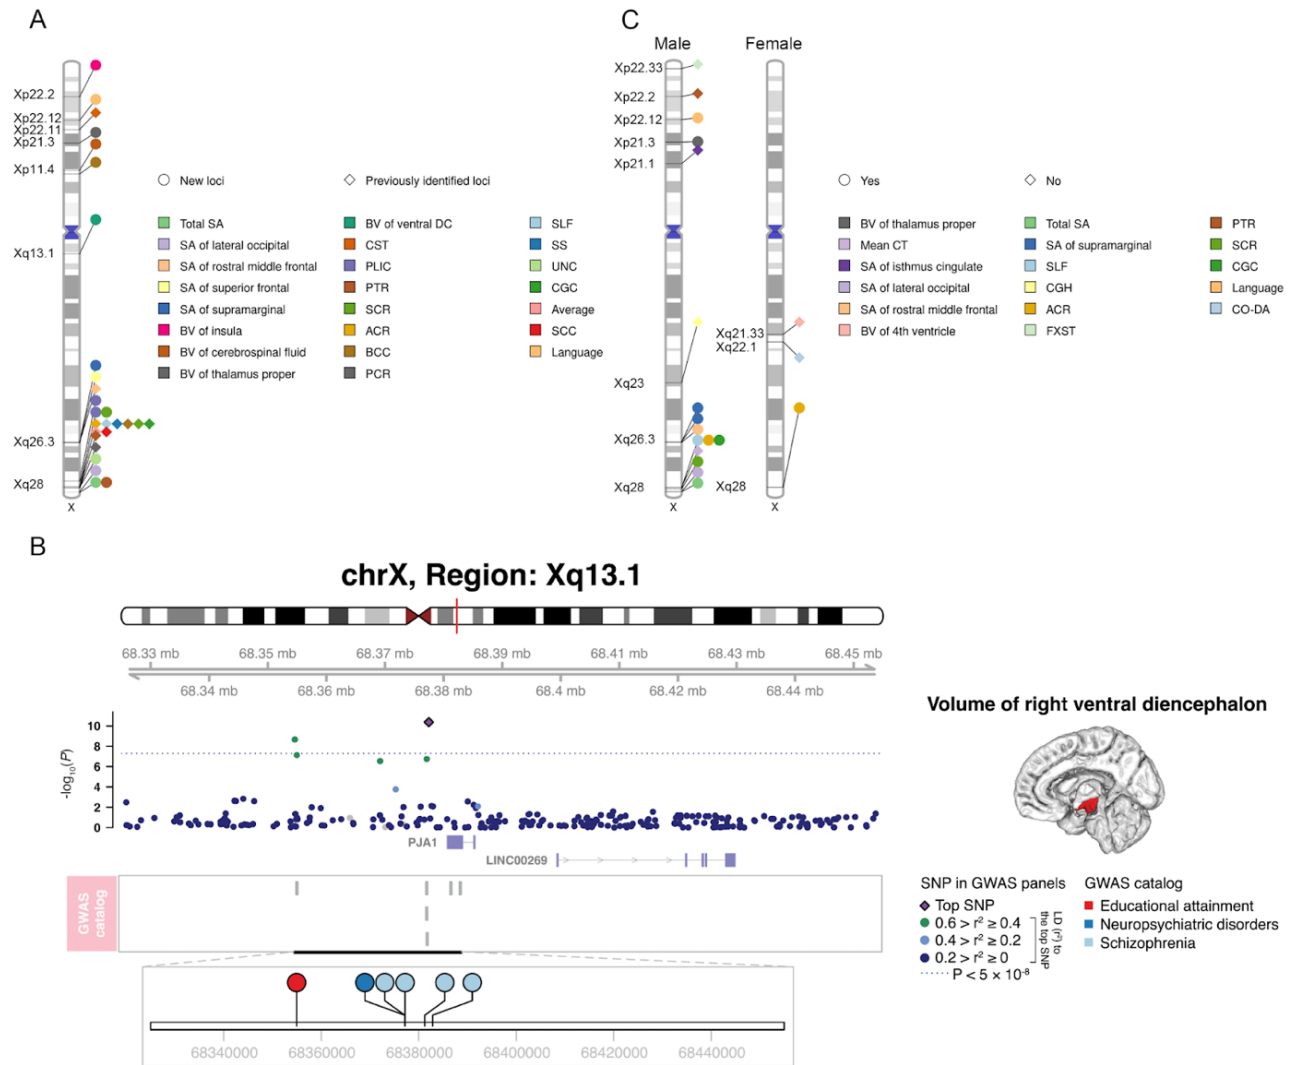 A
Xp22.2
Xp22.12
Xp22.11
Xp21.3
Xp11.4
Xq13.1
Xq26.3
Xq28
X
New loci
Previously identified loci
Total SA
SA of lateral occipital
SA of rostral middle frontal
SA of superior frontal
SA of supramarginal
BV of insula
BV of cerebrospinal fluid
BV of thalamus proper
BV of ventral DC
CST
PLIC
PTR
SCR
ACR
BCC
PCR
SLF
SS
UNC
CGC
Average
SCC
Language
C
Male
Female
Xp22.33
Xp22.2
Xp22.12
Xp21.3
Xp21.1
Xq23
Xq26.3
Xq28
X
Xq21.33
Xq22.1
Xq28
X
Yes
No
BV of thalamus proper
Mean CT
SA of isthmus cingulate
SA of lateral occipital
SA of rostral middle frontal
BV of 4th ventricle
Total SA
SA of supramarginal
SLF
CGH
ACR
FXST
PTR
SCR
CGC
Language
CO-DA
B
chrX, Region: Xq13.1
68.33 mb 68.35 mb 68.37 mb 68.39 mb 68.41 mb 68.43 mb 68.45 mb
68.34 mb 68.36 mb 68.38 mb 68.4 mb 68.42 mb 68.44 mb
-log10(P)
10
8
6
4
2
0
PJA1
LINC00269
GWAS
catalog
68340000 68360000 68380000 68400000 68420000 68440000
Volume of right ventral diencephalon
SNP in GWAS panels
Top SNP
0.6 > r² ≥ 0.4
0.4 > r² ≥ 0.2
0.2 > r² ≥ 0
P < 5 × 10⁻⁸
LD (r²) to
the top SNP
GWAS catalog
Educational attainment
Neuropsychiatric disorders
Schizophrenia